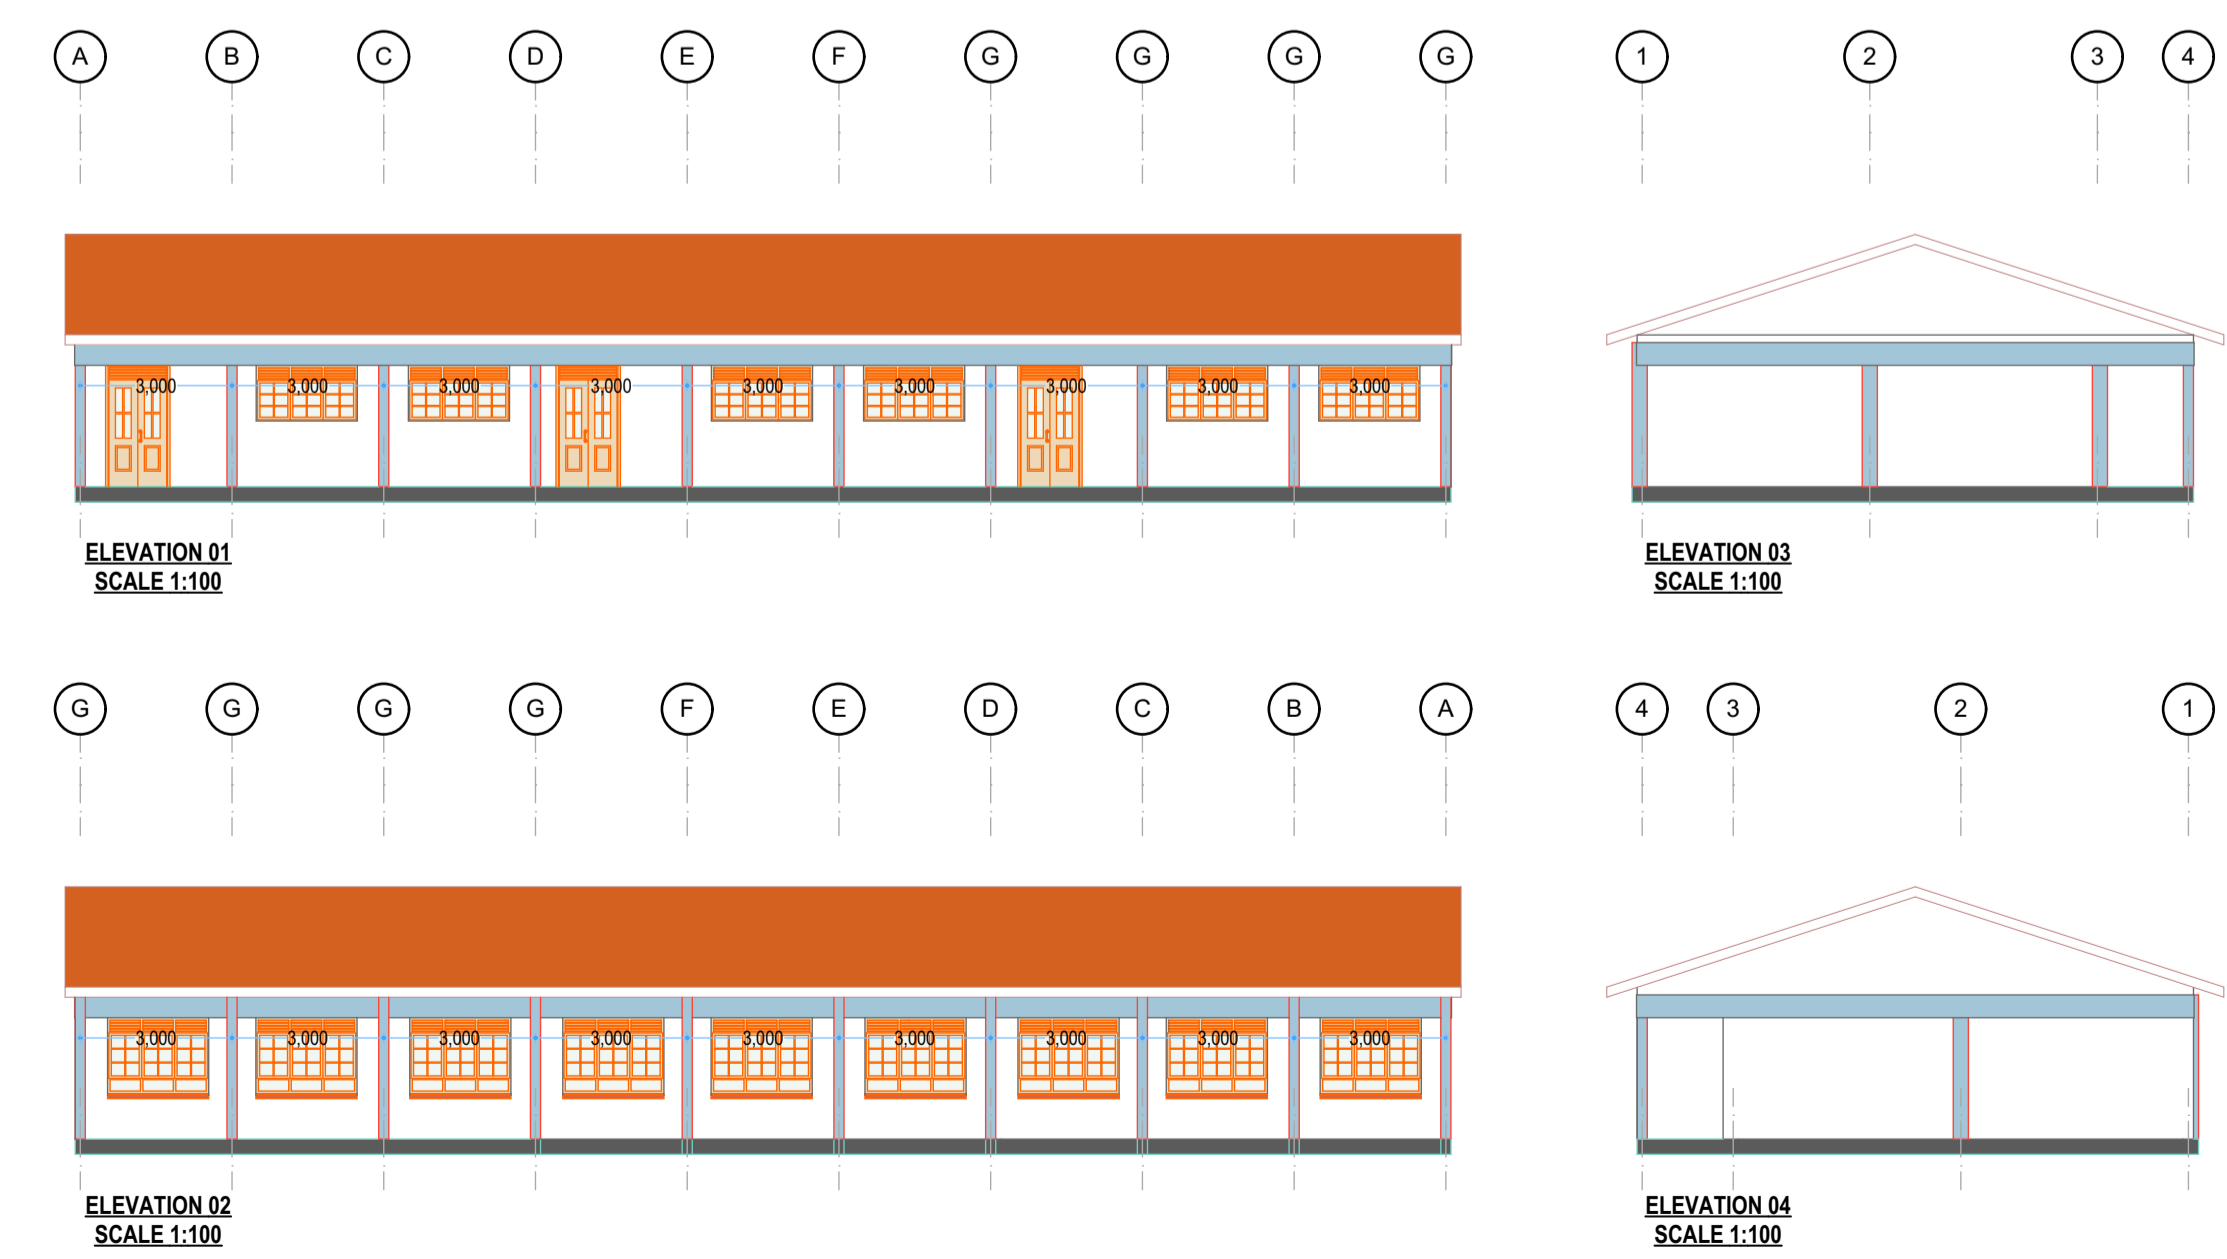 A B C D E F G G G G 1 2 3 4
3,000 3,000 3,000 3,000 3,000 3,000 3,000 3,000 3,000
ELEVATION 01
SCALE 1:100
ELEVATION 03
SCALE 1:100
G G G G F E D C B A 4 3 2 1
3,000 3,000 3,000 3,000 3,000 3,000 3,000 3,000 3,000
ELEVATION 02
SCALE 1:100
ELEVATION 04
SCALE 1:100